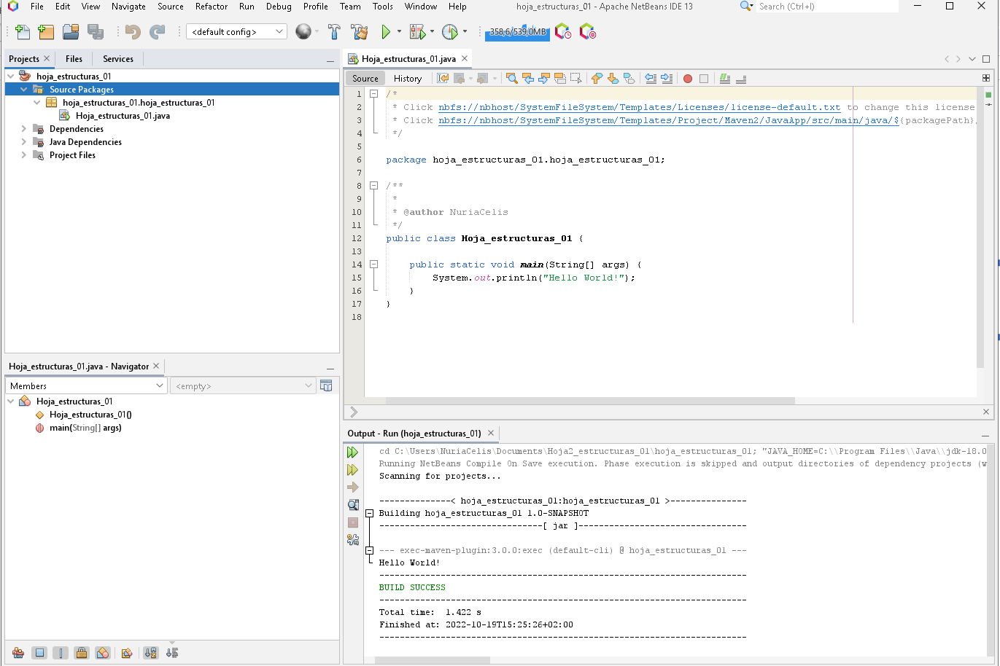 File Edit View Navigate Source Refactor Run Debug Profile Team Tools Window Help
hoja_estructuras_01 - Apache NetBeans IDE 13
Search (Ctrl+I)
<default config>
358,6/539,0MB
Projects Files Services
hoja_estructuras_01
Source Packages
hoja_estructuras_01.hoja_estructuras_01
Hoja_estructuras_01.java
Dependencies
Java Dependencies
Project Files
Hoja_estructuras_01.java - Navigator
Members
<empty>
Hoja_estructuras_01
Hoja_estructuras_01()
main(String[] args)
Hoja_estructuras_01.java
Source History
1 /*
2 * Click nbfs://nbhost/SystemFileSystem/Templates/Licenses/license-default.txt to change this license
3 * Click nbfs://nbhost/SystemFileSystem/Templates/Project/Maven2/JavaApp/src/main/java/${packagePath}
4 */
5
6 package hoja_estructuras_01.hoja_estructuras_01;
7
8 /**
9 *
10 * @author NuriaCelis
11 */
12 public class Hoja_estructuras_01 {
13
14 public static void main(String[] args) {
15 System.out.println("Hello World!");
16 }
17 }
18
Output - Run (hoja_estructuras_01)
cd C:\Users\NuriaCelis\Documents\Hoja2_estructuras_01\hoja_estructuras_01; "JAVA_HOME=C:\\Program Files\\Java\\jdk-18.0
Running NetBeans Compile On Save execution. Phase execution is skipped and output directories of dependency projects (w
Scanning for projects...
--------------< hoja_estructuras_01:hoja_estructuras_01 >---------------
Building hoja_estructuras_01 1.0-SNAPSHOT
--------------------------------[ jar ]---------------------------------
--- exec-maven-plugin:3.0.0:exec (default-cli) @ hoja_estructuras_01 ---
Hello World!
------------------------------------------------------------------------
BUILD SUCCESS
------------------------------------------------------------------------
Total time: 1.422 s
Finished at: 2022-10-19T15:25:26+02:00
------------------------------------------------------------------------